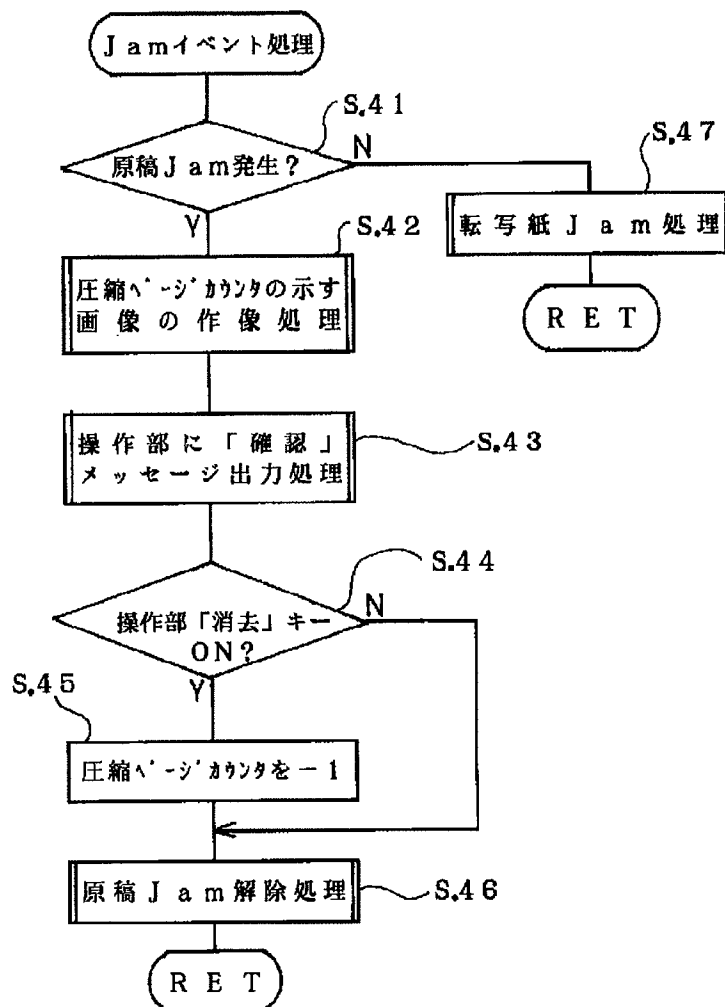 Jamイベント処理
S.41
原稿Jam発生？
N
Y
S.47
転写紙Jam処理
RET
S.42
圧縮ページカウンタの示す
画像の作像処理
操作部に「確認」
メッセージ出力処理
S.43
S.44
操作部「消去」キー
ON？
N
Y
S.45
圧縮ページカウンタを－1
原稿Jam解除処理
S.46
RET